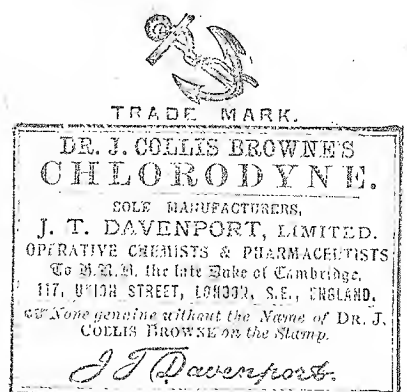 TRADE MARK.
DR. J. COLLIS BROWNE'S
CHLORODYNE.
SOLE MANUFACTURERS,
J. T. DAVENPORT, LIMITED.
OPERATIVE CHEMISTS & PHARMACEUTISTS
To H.R.H. the late Duke of Cambridge,
117, UNION STREET, LONDON, S.E., ENGLAND.
☞ None genuine without the Name of DR. J.
COLLIS BROWNE on the Stamp.
J T Davenport.